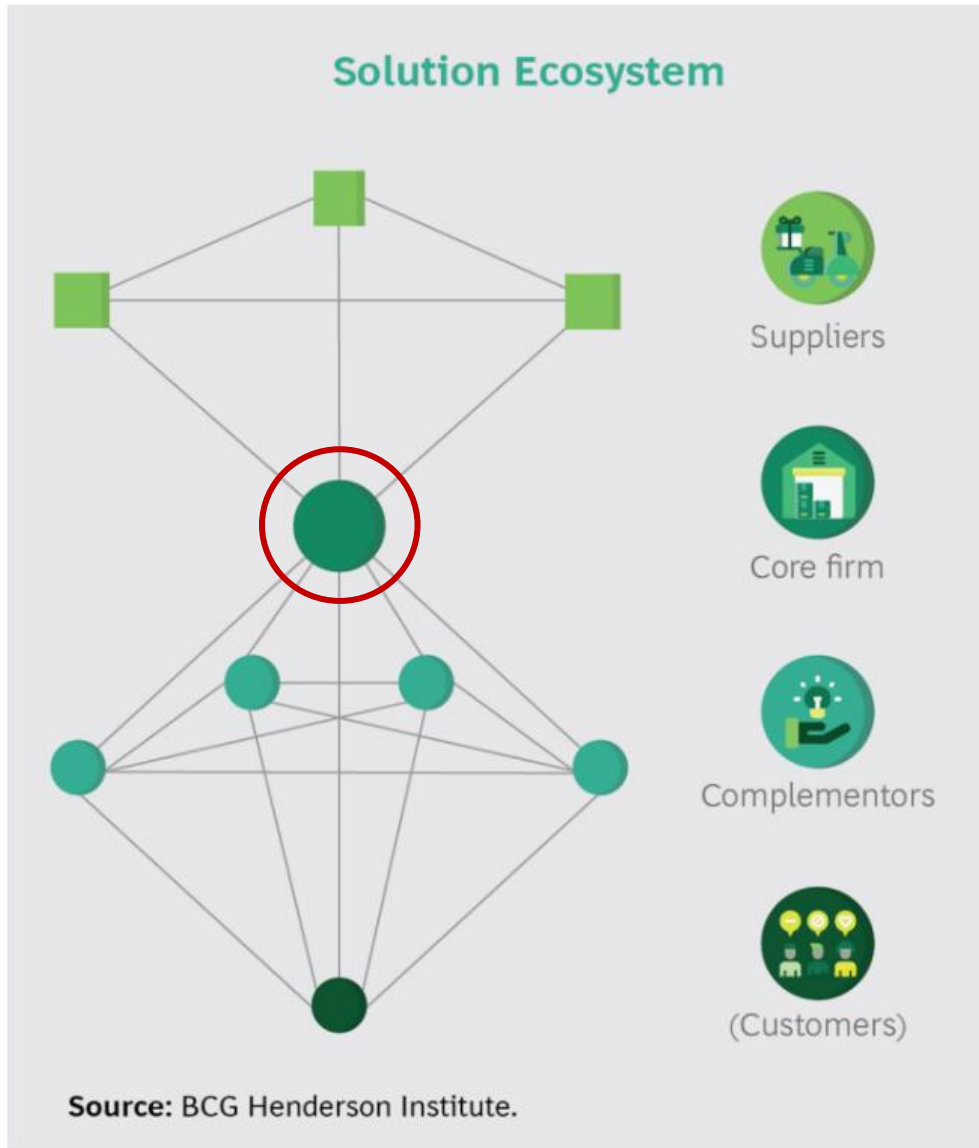 Solution Ecosystem
Suppliers
Core firm
Complementors
(Customers)
Source: BCG Henderson Institute.